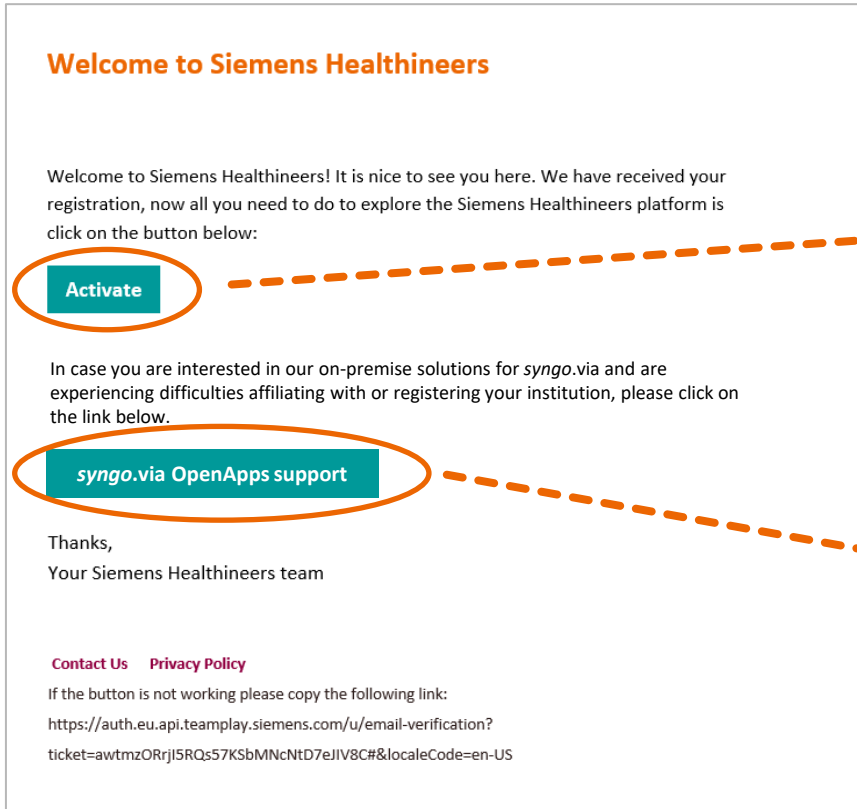 Welcome to Siemens Healthineers
Welcome to Siemens Healthineers! It is nice to see you here. We have received your
registration, now all you need to do to explore the Siemens Healthineers platform is
click on the button below:
Activate
In case you are interested in our on-premise solutions for syngo.via and are
experiencing difficulties affiliating with or registering your institution, please click on
the link below.
syngo.via OpenApps support
Thanks,
Your Siemens Healthineers team
Contact Us Privacy Policy
If the button is not working please copy the following link:
https://auth.eu.api.teamplay.siemens.com/u/email-verification?
ticket=awtmzORrjI5RQs57KSbMNcNtD7eJIV8C#&localeCode=en-US